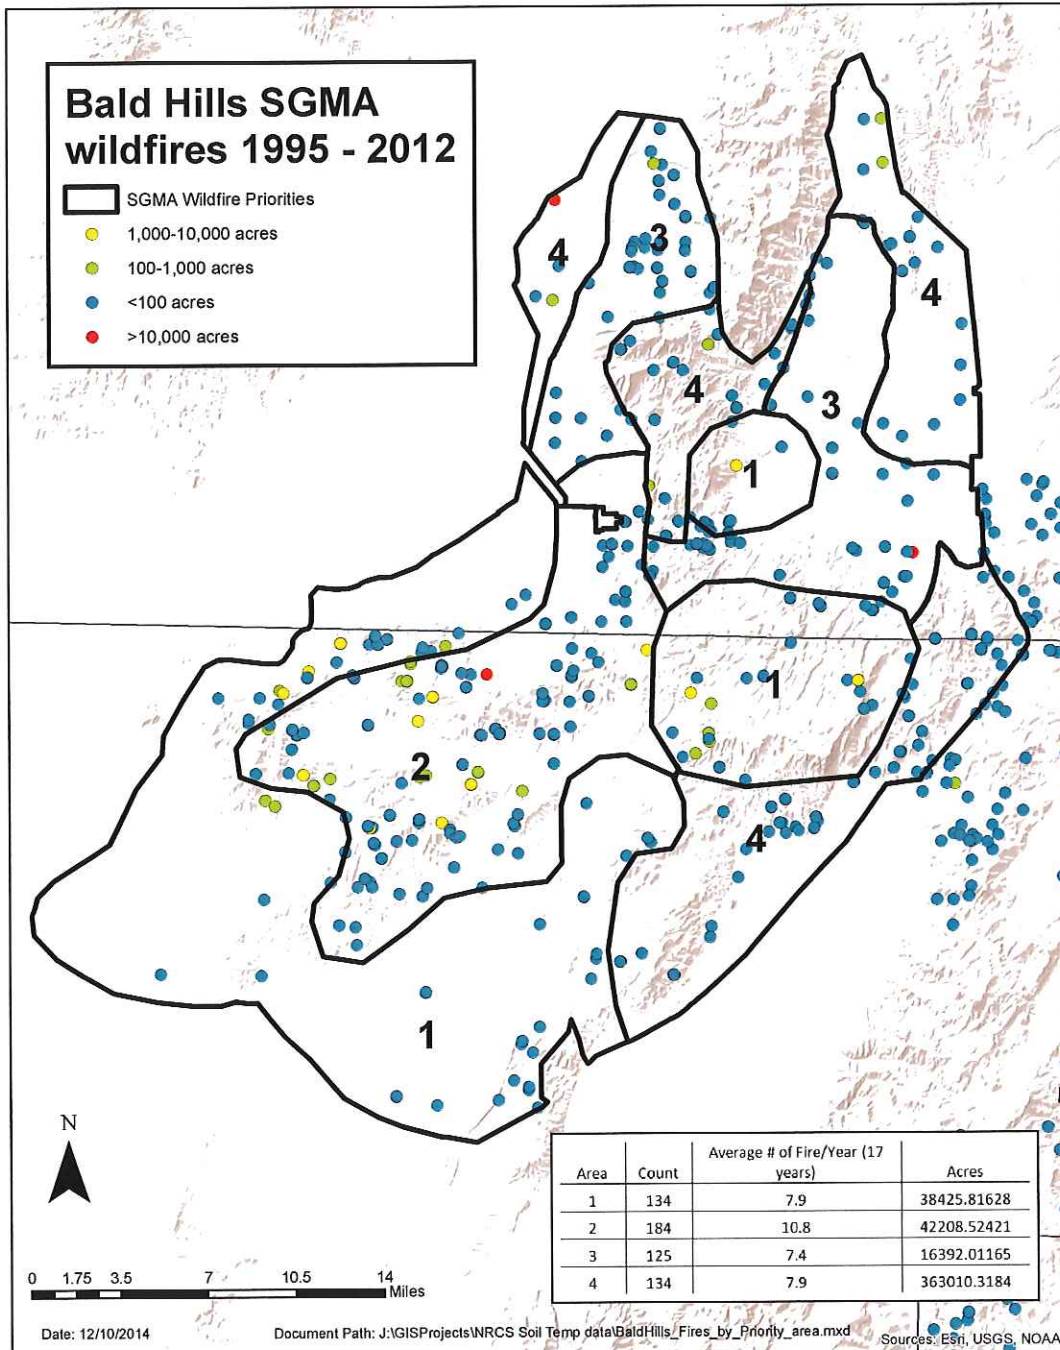 Bald Hills SGMA
wildfires 1995 - 2012
SGMA Wildfire Priorities
1,000-10,000 acres
100-1,000 acres
<100 acres
>10,000 acres
4
3
4
4
3
1
1
2
4
1
N
0 1.75 3.5 7 10.5 14
Miles
Area Count Average # of Fire/Year (17 years) Acres
1 134 7.9 38425.81628
2 184 10.8 42208.52421
3 125 7.4 16392.01165
4 134 7.9 363010.3184
Date: 12/10/2014
Document Path: J:\GISProjects\NRCS Soil Temp data\BaldHills_Fires_by_Priority_area.mxd
Sources: Esri, USGS, NOAA